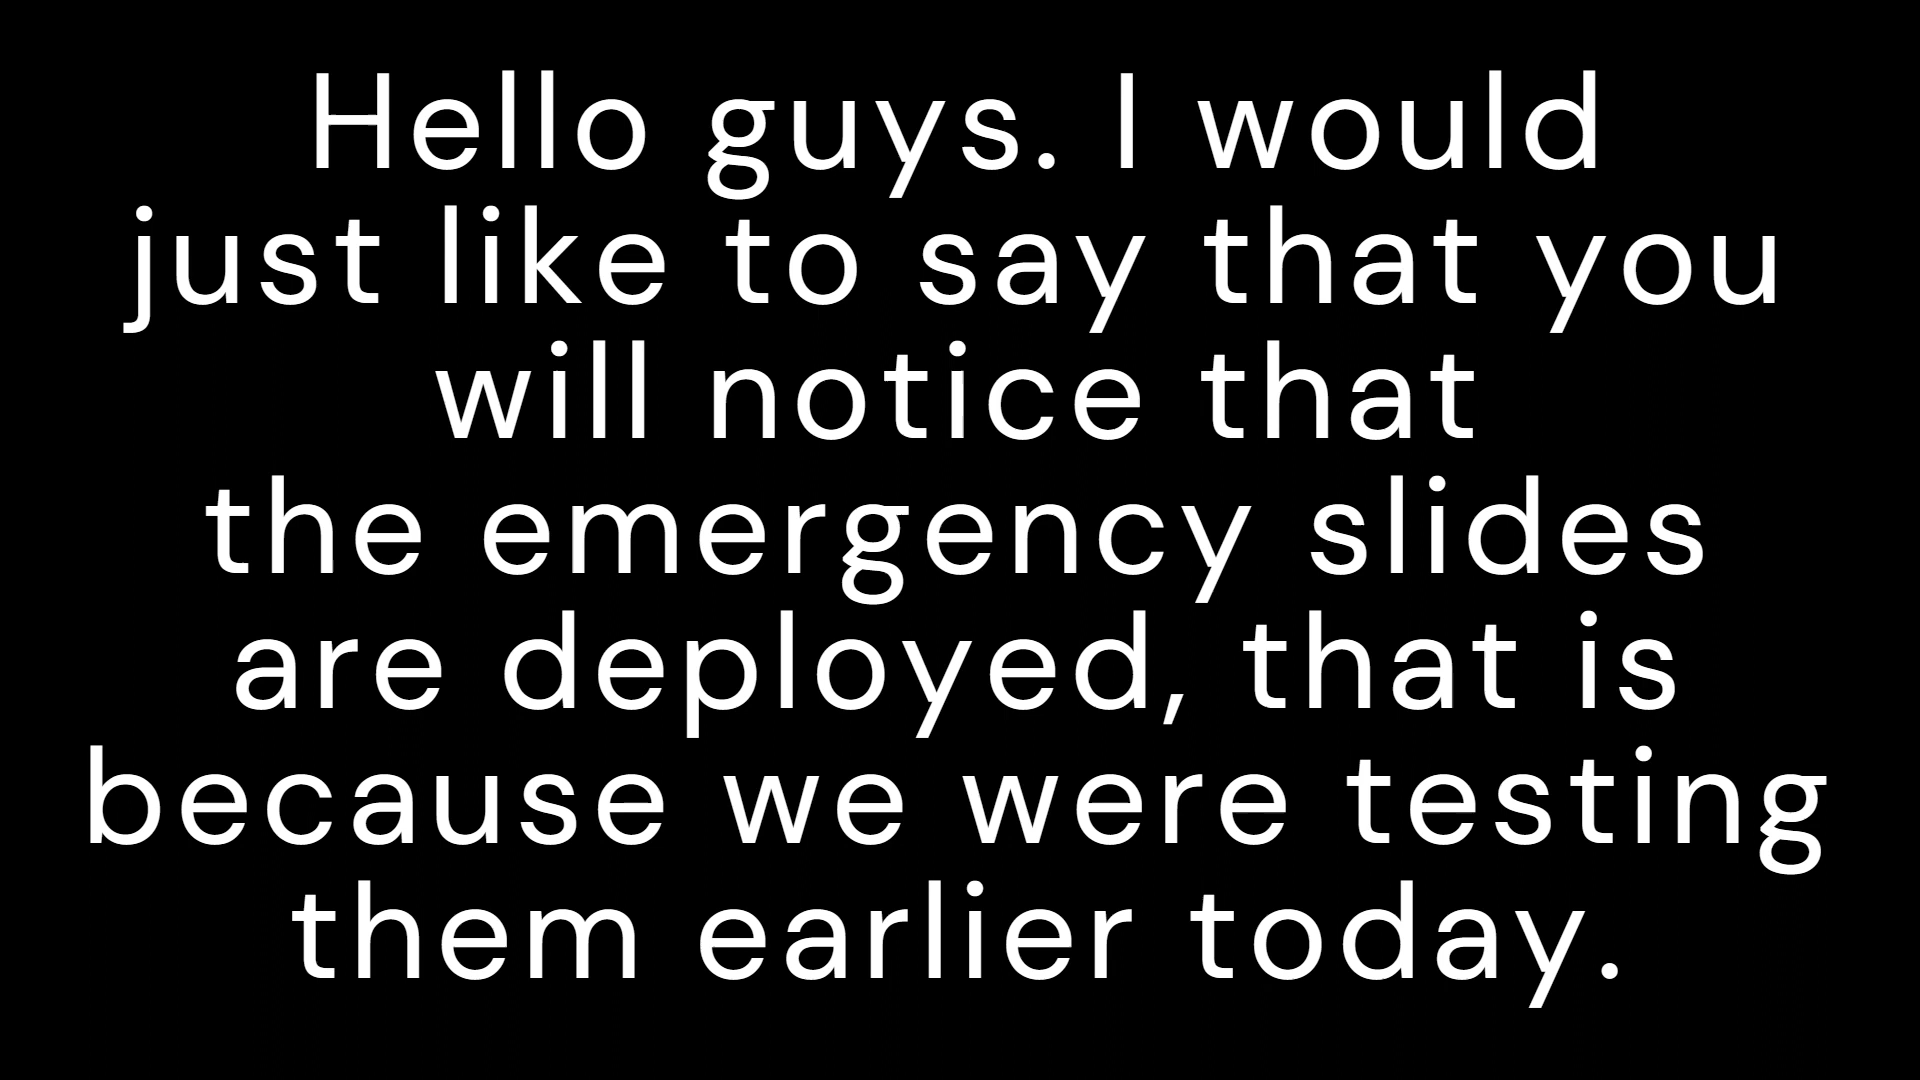 Hello guys. I would
just like to say that you
will notice that
the emergency slides
are deployed, that is
because we were testing
them earlier today.